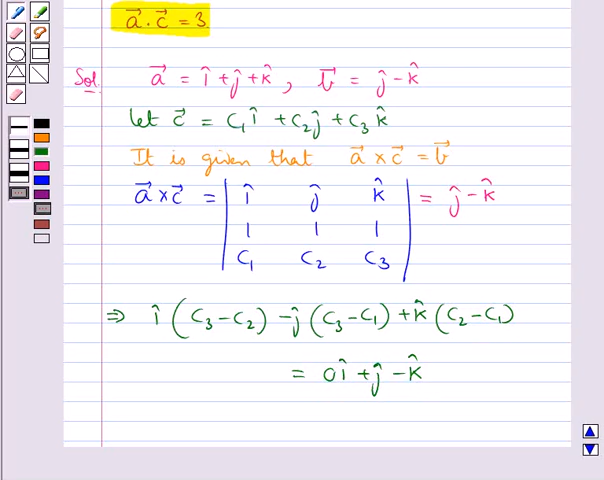 a⃗ . c⃗ = 3
Sol. a⃗ = î + ĵ + k̂ , b⃗ = ĵ − k̂
Let c⃗ = c₁î + c₂ĵ + c₃k̂
It is given that a⃗ × c⃗ = b⃗
a⃗ × c⃗ = | î ĵ k̂ | = ĵ − k̂
1 1 1
c₁ c₂ c₃
⇒ î (c₃ − c₂) − ĵ (c₃ − c₁) + k̂ (c₂ − c₁)
= 0î + ĵ − k̂